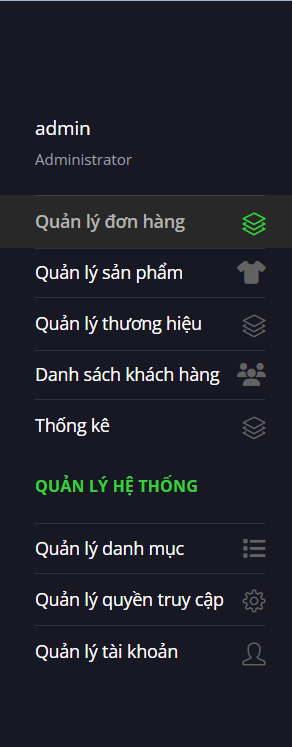 admin
Administrator
Quản lý đơn hàng
Quản lý sản phẩm
Quản lý thương hiệu
Danh sách khách hàng
Thống kê
QUẢN LÝ HỆ THỐNG
Quản lý danh mục
Quản lý quyền truy cập
Quản lý tài khoản